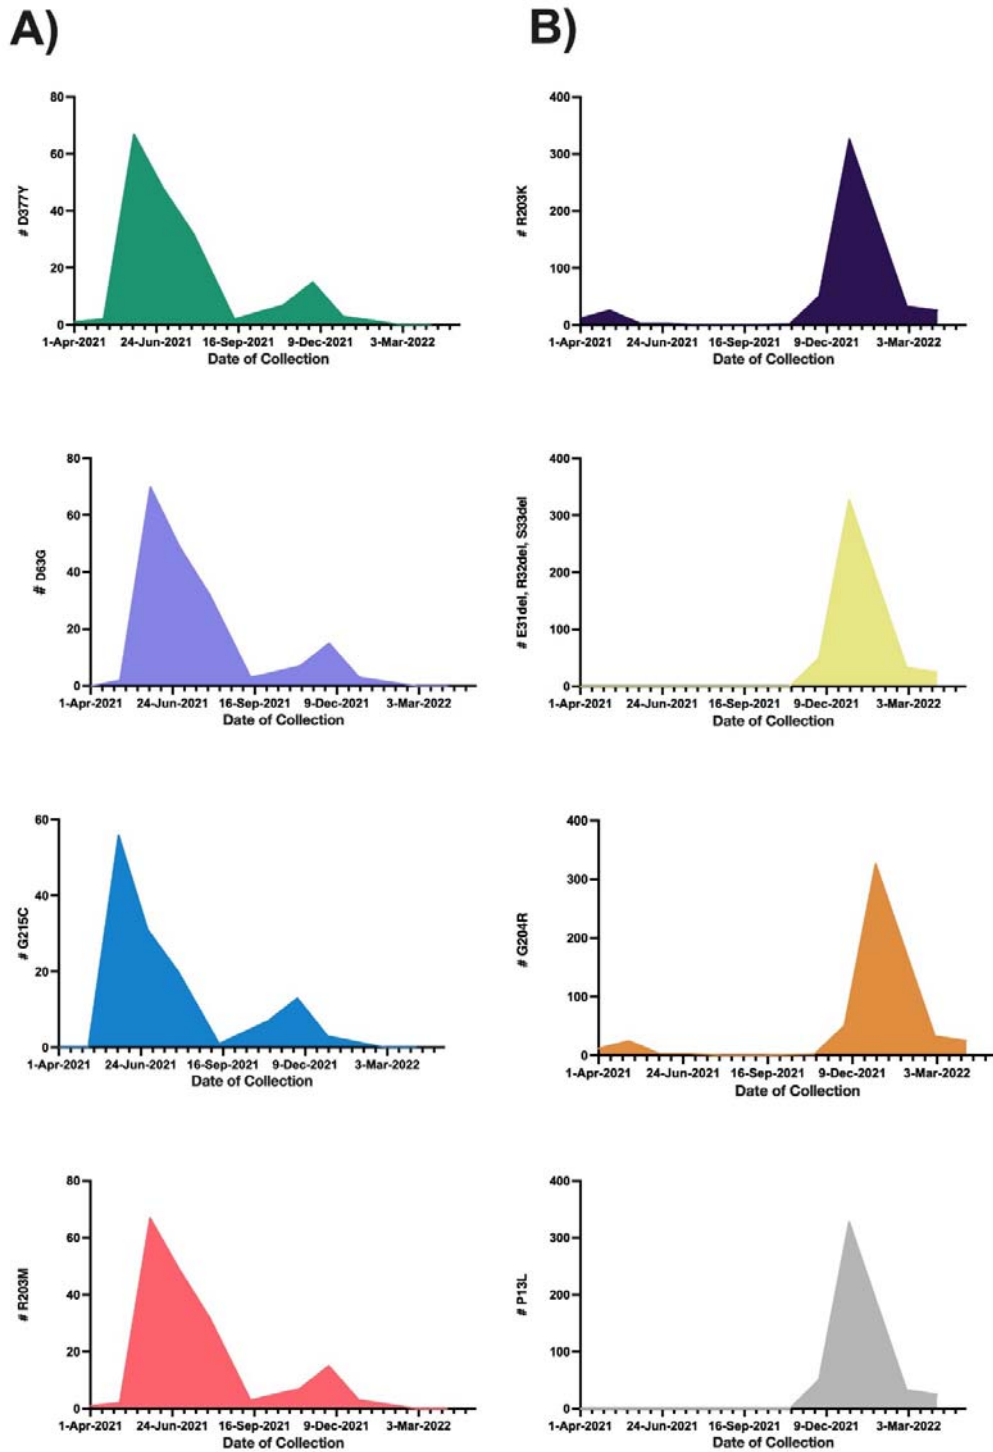 A)
B)
80
60
40
20
0
# D377Y
1-Apr-2021 24-Jun-2021 16-Sep-2021 9-Dec-2021 3-Mar-2022
Date of Collection
400
300
200
100
0
# R203K
1-Apr-2021 24-Jun-2021 16-Sep-2021 9-Dec-2021 3-Mar-2022
Date of Collection
80
60
40
20
0
# D63G
1-Apr-2021 24-Jun-2021 16-Sep-2021 9-Dec-2021 3-Mar-2022
Date of Collection
400
300
200
100
0
# E31del, R32del, S33del
1-Apr-2021 24-Jun-2021 16-Sep-2021 9-Dec-2021 3-Mar-2022
Date of Collection
60
40
20
0
# G215C
1-Apr-2021 24-Jun-2021 16-Sep-2021 9-Dec-2021 3-Mar-2022
Date of Collection
400
300
200
100
0
# G204R
1-Apr-2021 24-Jun-2021 16-Sep-2021 9-Dec-2021 3-Mar-2022
Date of Collection
80
60
40
20
0
# R203M
1-Apr-2021 24-Jun-2021 16-Sep-2021 9-Dec-2021 3-Mar-2022
Date of Collection
400
300
200
100
0
# P13L
1-Apr-2021 24-Jun-2021 16-Sep-2021 9-Dec-2021 3-Mar-2022
Date of Collection